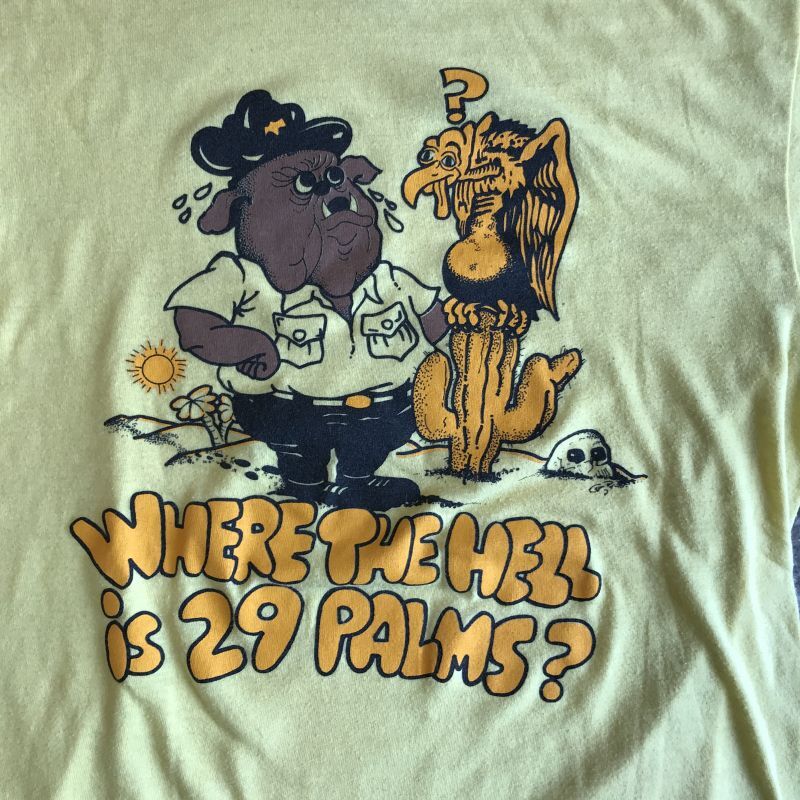 ?
WHERE THE HELL
is 29 PALMS?